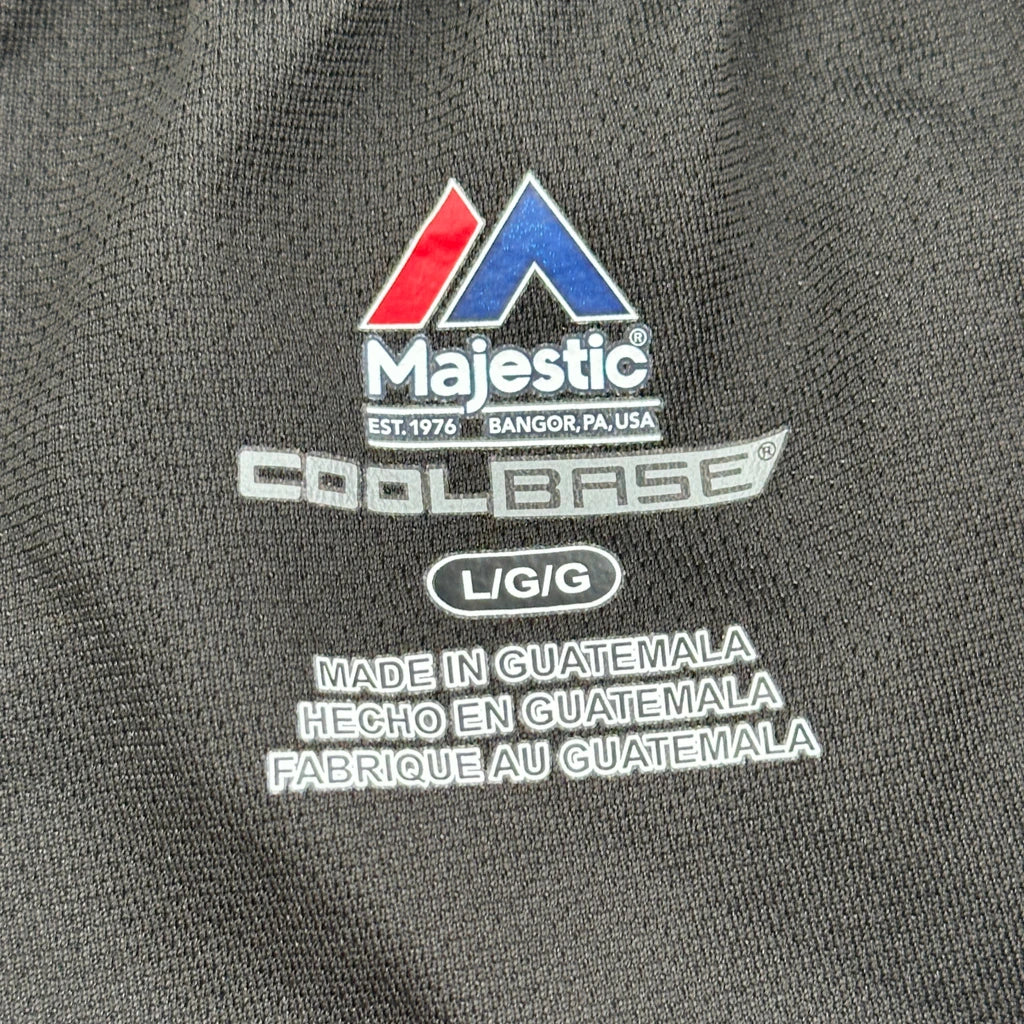 Majestic®
EST. 1976 BANGOR, PA, USA
COOLBASE®
L/G/G
MADE IN GUATEMALA
HECHO EN GUATEMALA
FABRIQUE AU GUATEMALA